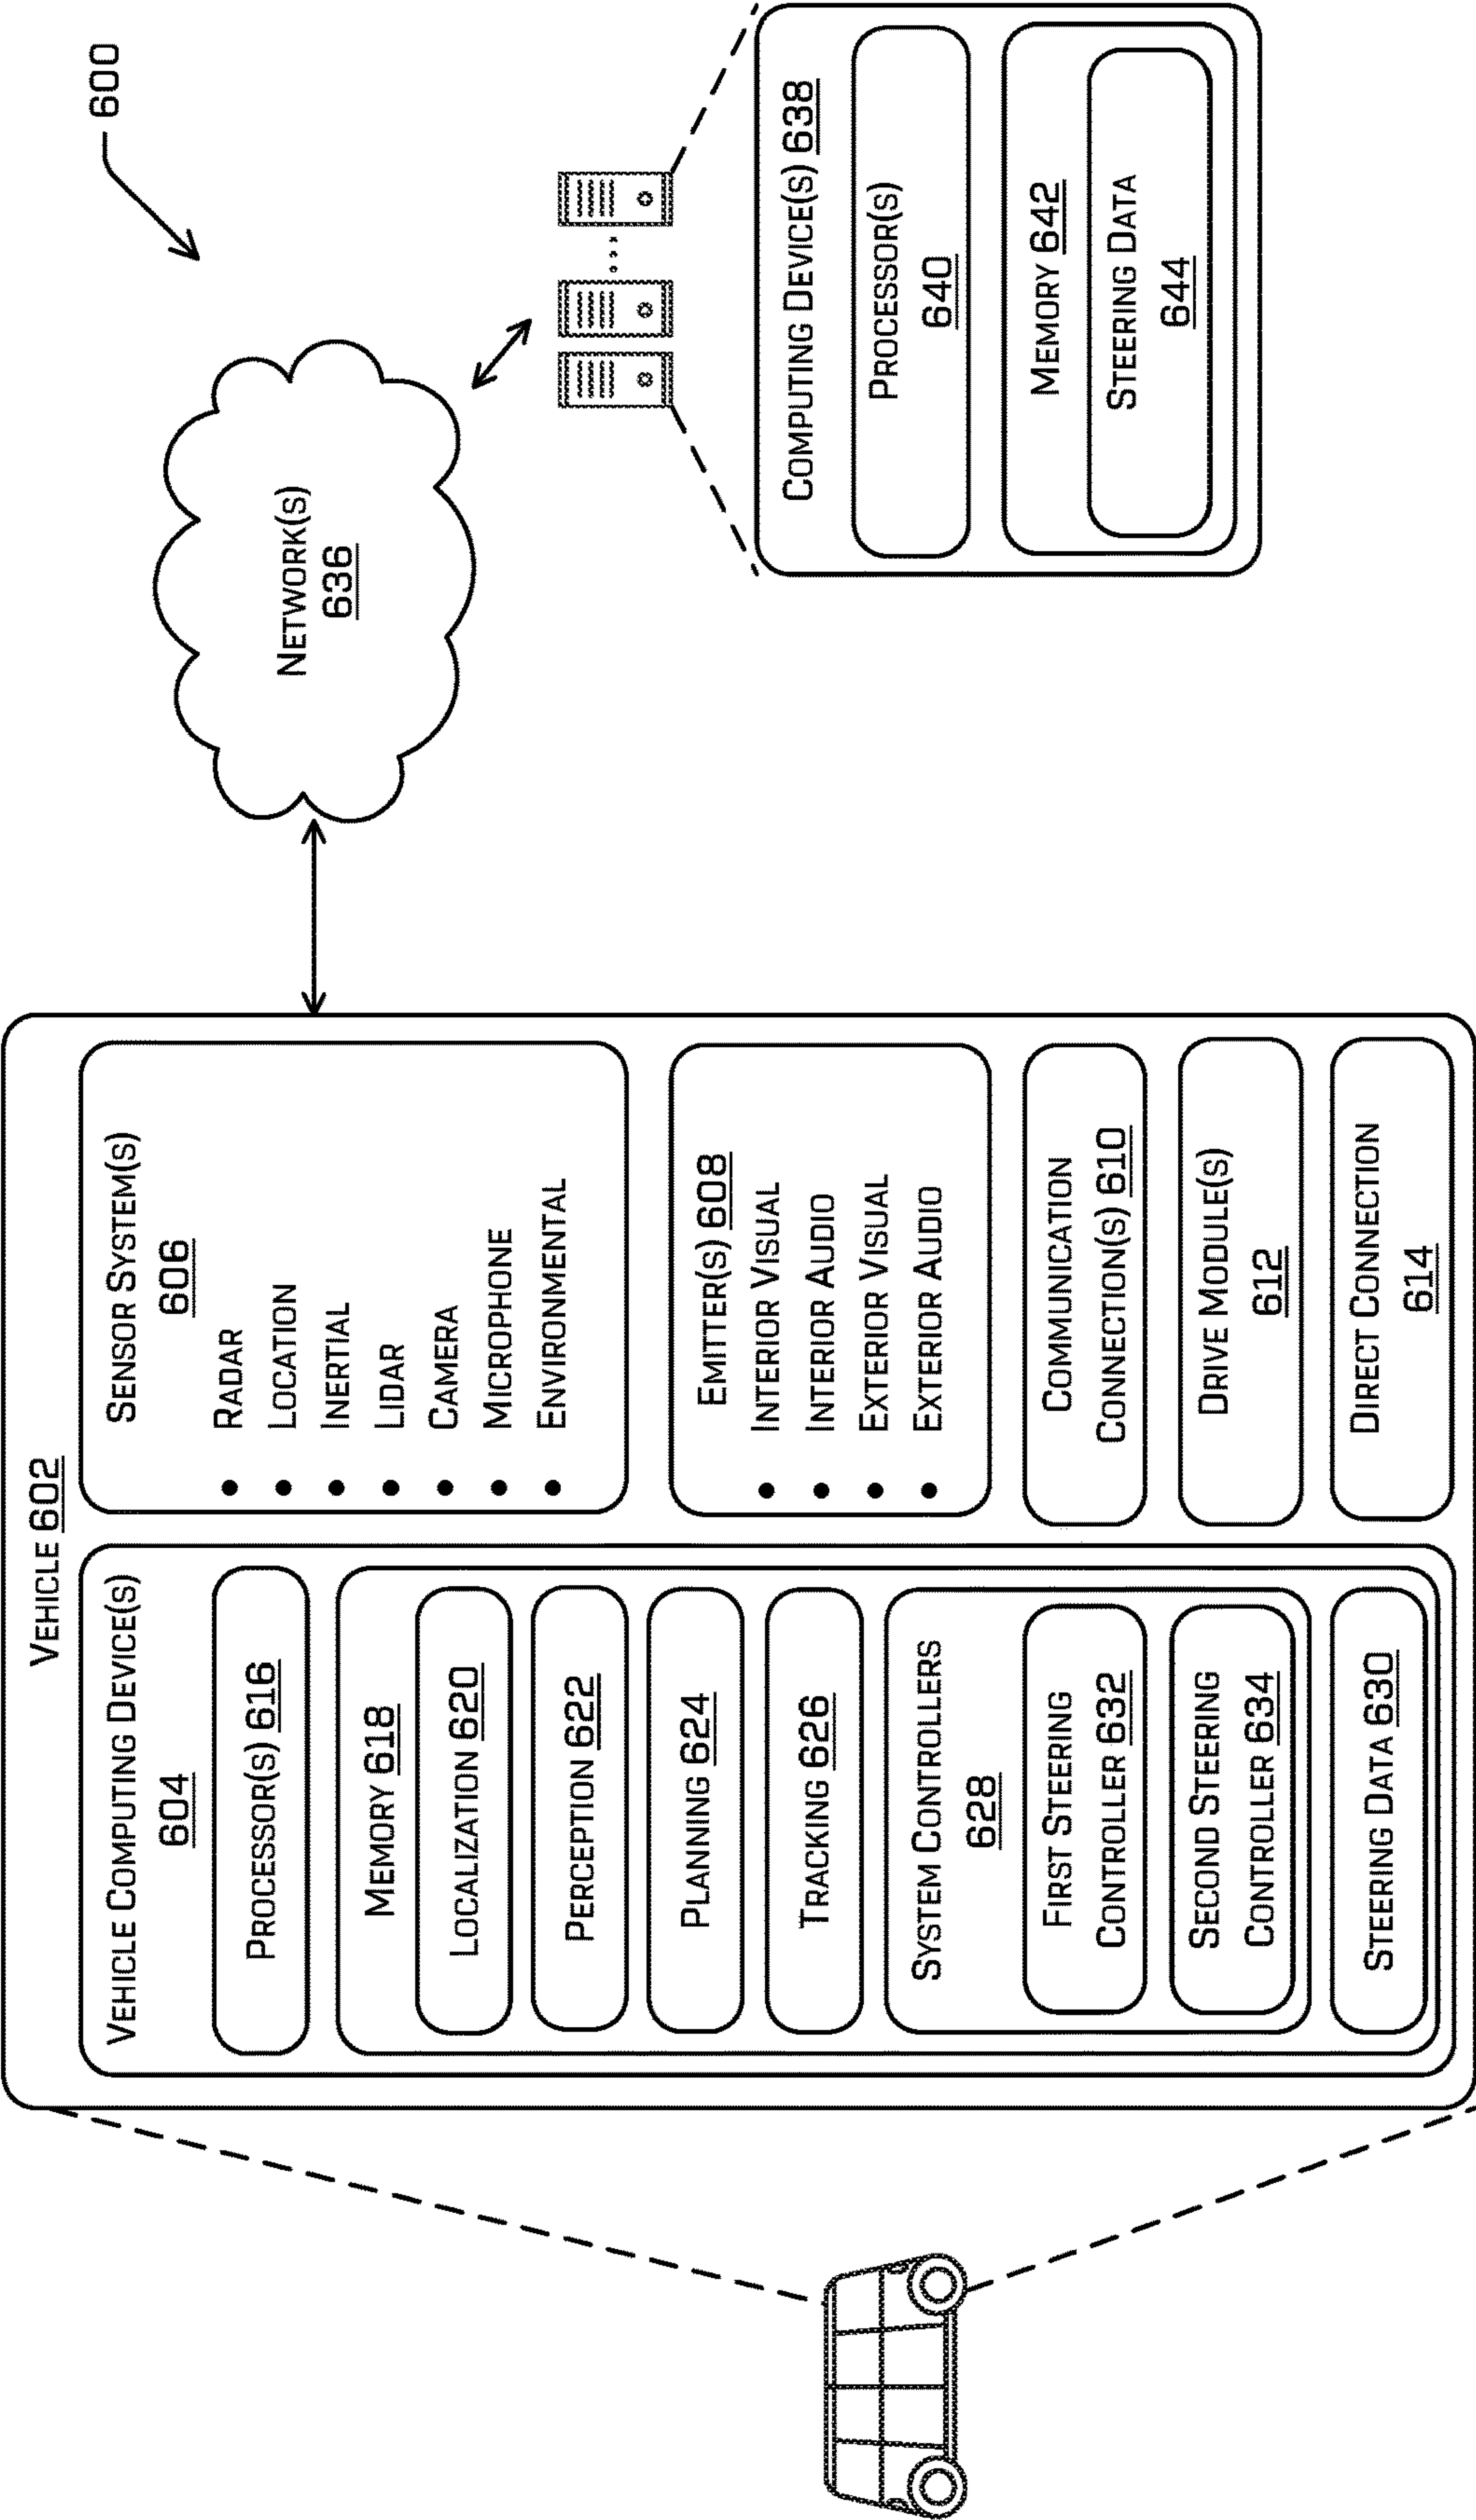 600
VEHICLE 602
VEHICLE COMPUTING DEVICE(S)
604
PROCESSOR(S) 616
MEMORY 618
LOCALIZATION 620
PERCEPTION 622
PLANNING 624
TRACKING 626
SYSTEM CONTROLLERS
628
FIRST STEERING
CONTROLLER 632
SECOND STEERING
CONTROLLER 634
STEERING DATA 630
SENSOR SYSTEM(S)
606
• RADAR
• LOCATION
• INERTIAL
• LIDAR
• CAMERA
• MICROPHONE
• ENVIRONMENTAL
EMITTER(S) 608
• INTERIOR VISUAL
• INTERIOR AUDIO
• EXTERIOR VISUAL
• EXTERIOR AUDIO
COMMUNICATION
CONNECTION(S) 610
DRIVE MODULE(S)
612
DIRECT CONNECTION
614
NETWORK(S)
636
COMPUTING DEVICE(S) 638
PROCESSOR(S)
640
MEMORY 642
STEERING DATA
644